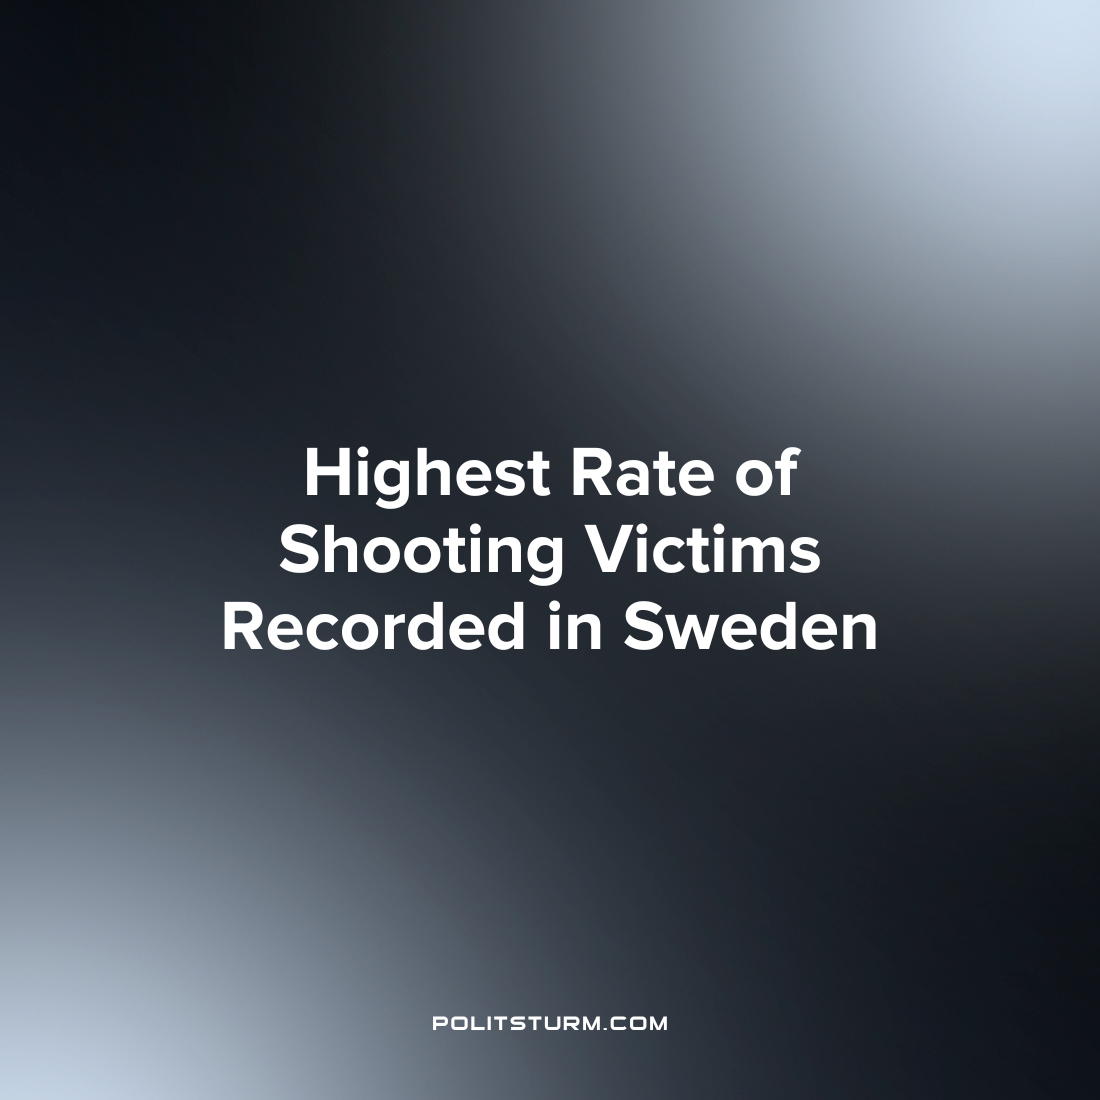 Highest Rate of
Shooting Victims
Recorded in Sweden
POLITSTURM.COM